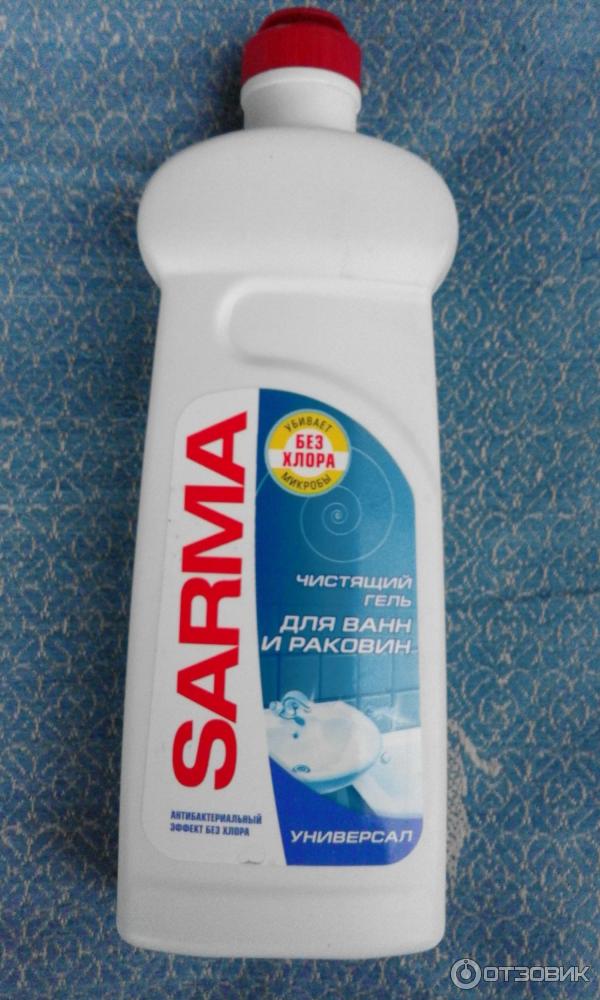 SARMA
УБИВАЕТ
БЕЗ
ХЛОРА
МИКРОБЫ
ЧИСТЯЩИЙ
ГЕЛЬ
ДЛЯ ВАНН
И РАКОВИН
АНТИБАКТЕРИАЛЬНЫЙ
ЭФФЕКТ БЕЗ ХЛОРА
УНИВЕРСАЛ
ОТЗОВИК